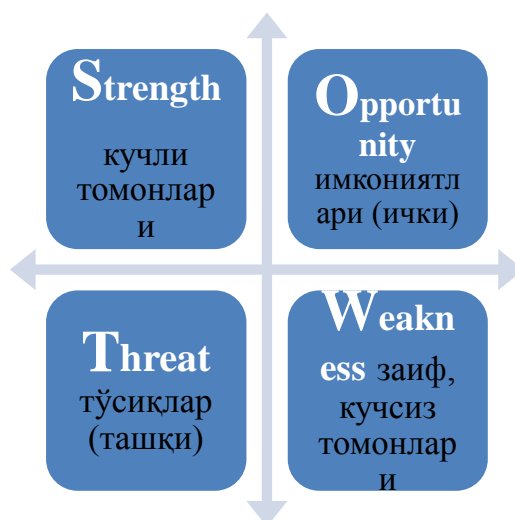 Strength
кучли
томонлар
и
Opportu
nity
имкониятл
ари (ички)
Threat
тўсиқлар
(ташқи)
Weakn
ess заиф,
кучсиз
томонлар
и